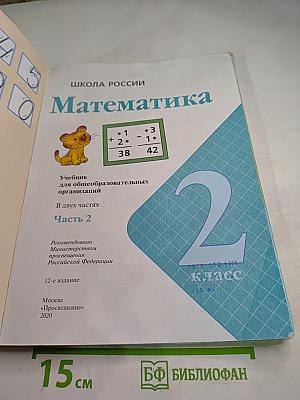 ШКОЛА РОССИИ
Математика
*1 *3
+ 2* - 1*
38 42
Учебник
для общеобразовательных
организаций
В двух частях
Часть 2
2
класс
Рекомендовано
Министерством
просвещения
Российской Федерации
12-е издание
Москва
«Просвещение»
2020
15 см
БФ БИБЛИОФАН